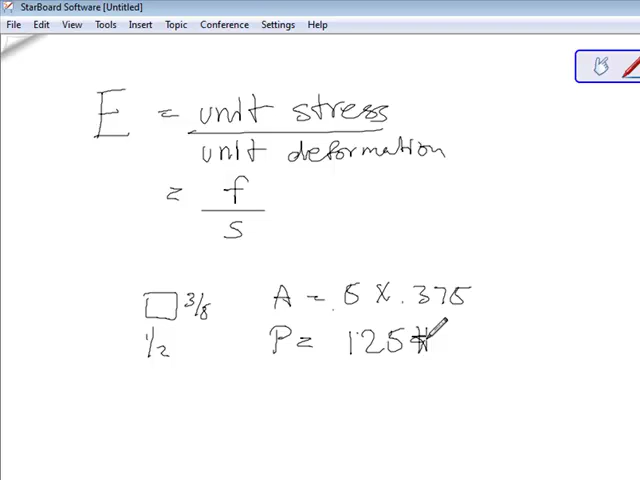 StarBoard Software [Untitled]
File Edit View Tools Insert Topic Conference Settings Help
E = unit stress
unit deformation
= f
s
3/8 A = .5 X .375
1/2 P = 125#